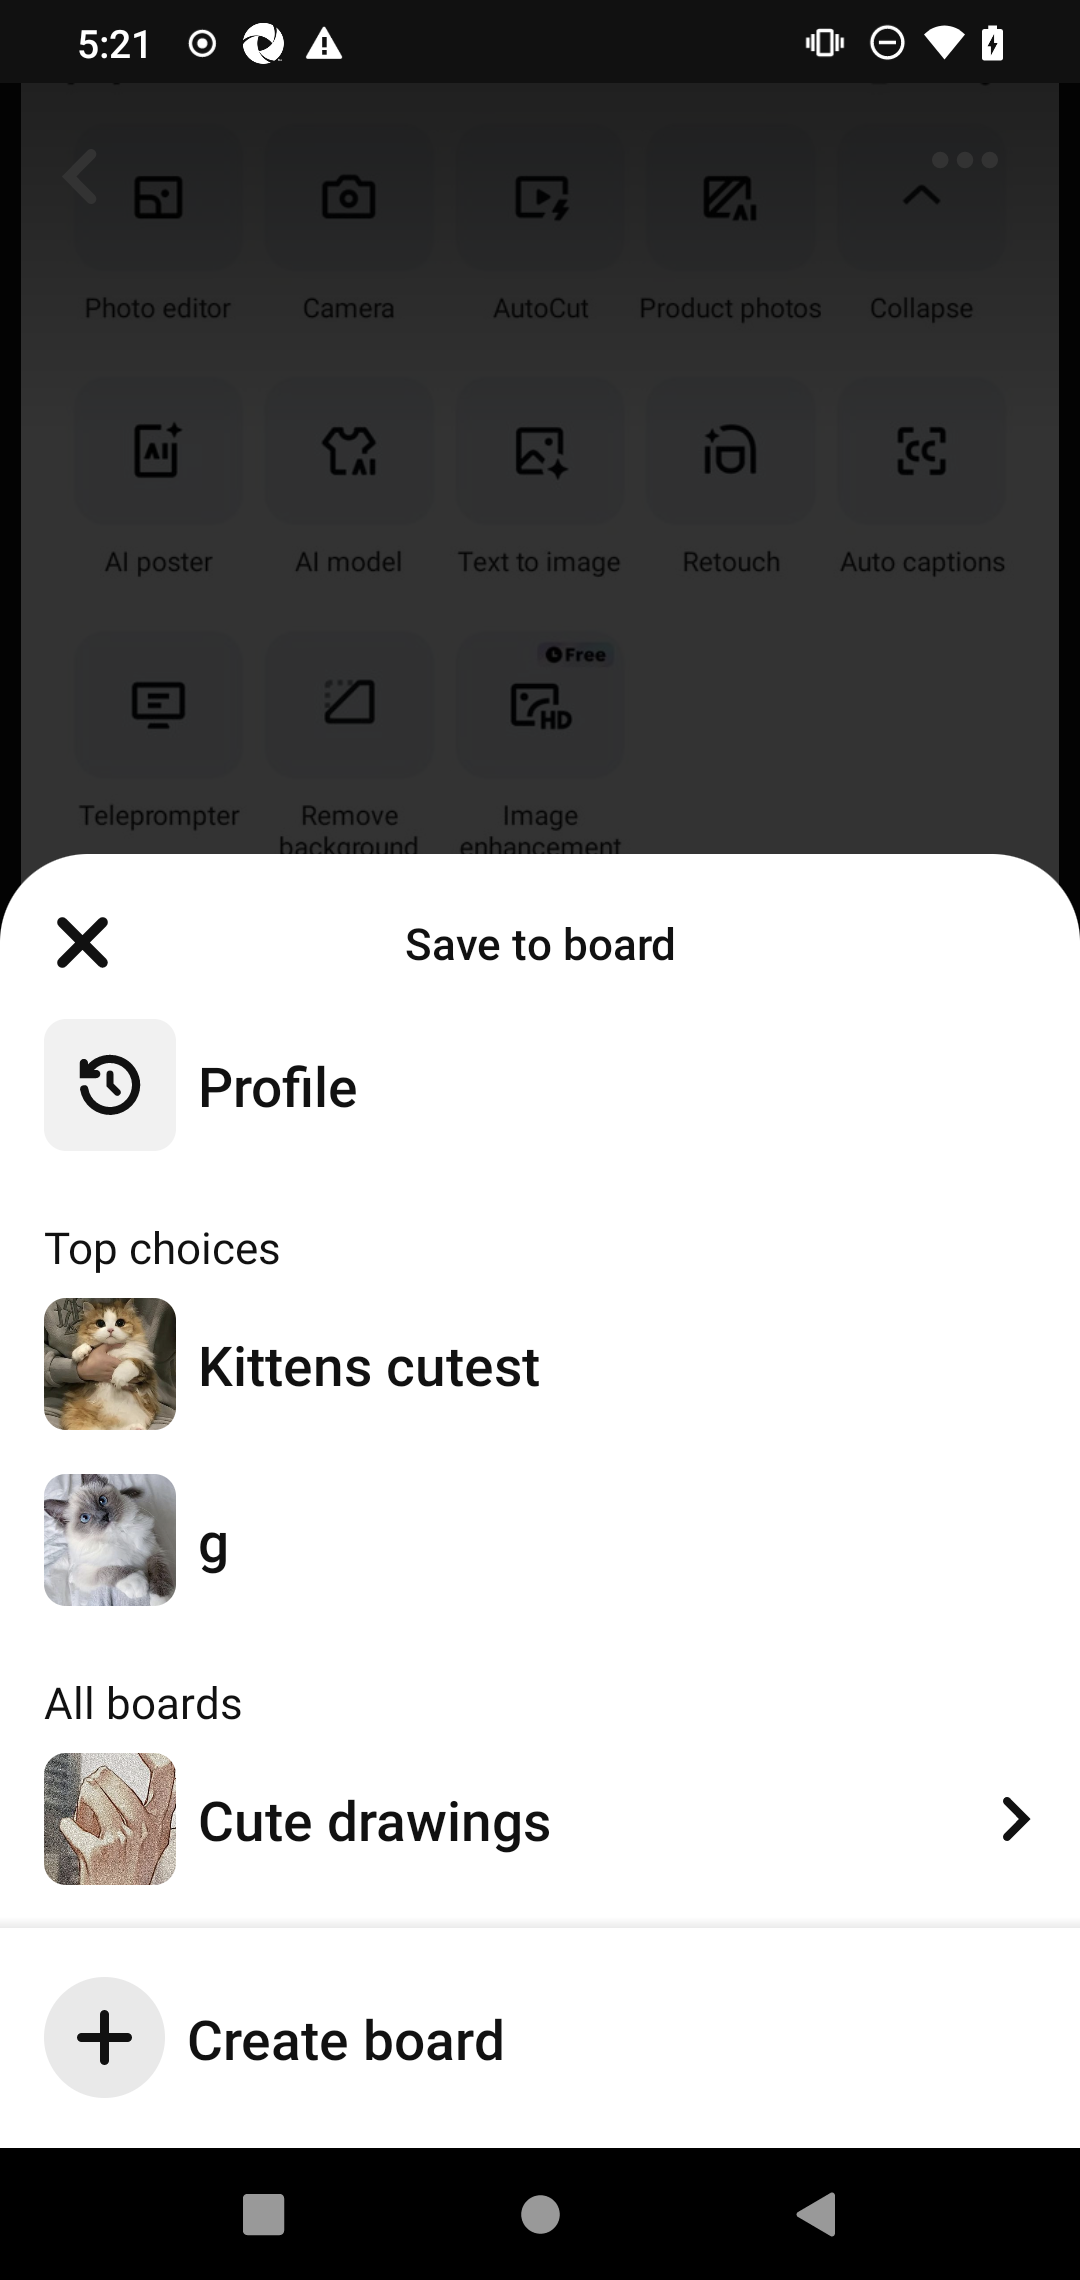 5:21
Photo editor
Camera
AutoCut
Product photos
Collapse
AI poster
AI model
Text to image
Retouch
Auto captions
Free
Teleprompter
Remove background
Image enhancement
Save to board
Profile
Top choices
Kittens cutest
g
All boards
Cute drawings
Create board